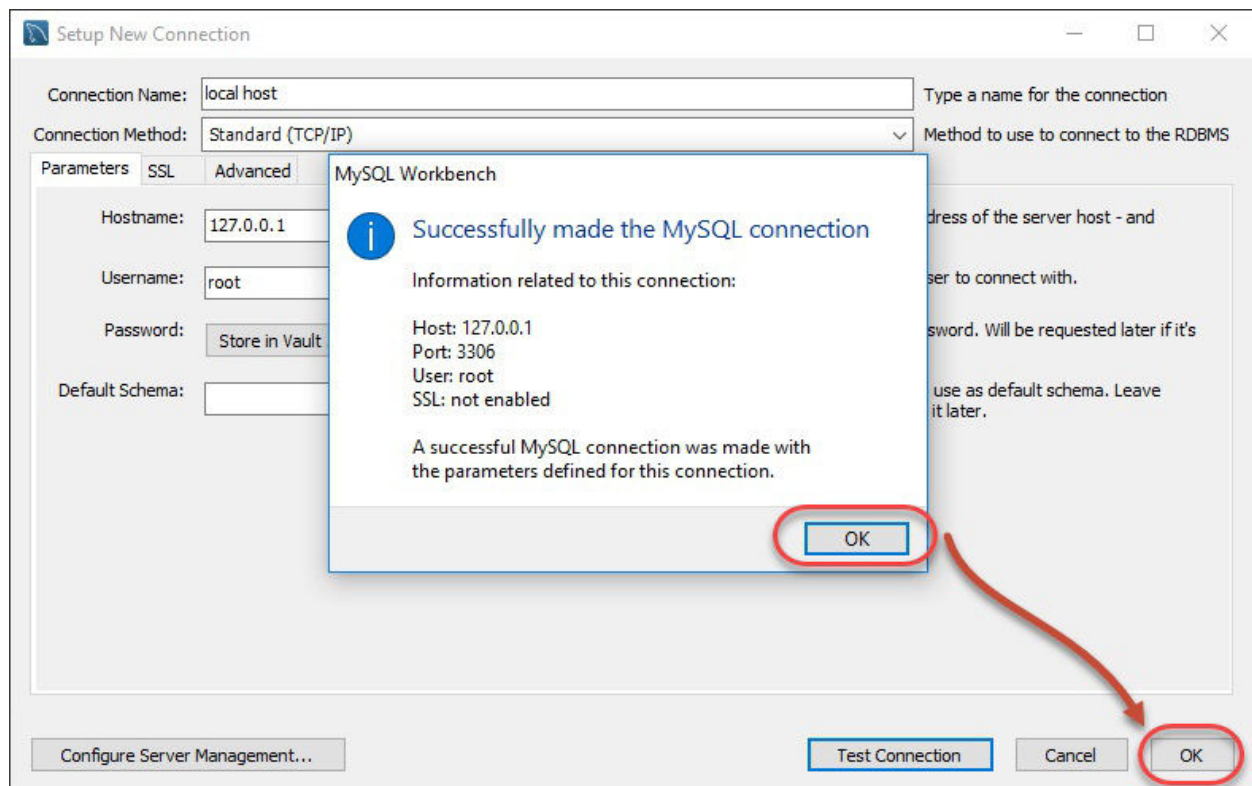 Setup New Connection
Connection Name: local host Type a name for the connection
Connection Method: Standard (TCP/IP) Method to use to connect to the RDBMS
Parameters SSL Advanced
MySQL Workbench
Hostname: 127.0.0.1 dress of the server host - and
Successfully made the MySQL connection
Username: root ser to connect with.
Information related to this connection:
Password: Store in Vault sword. Will be requested later if it's
Host: 127.0.0.1
Port: 3306
User: root
SSL: not enabled
Default Schema: use as default schema. Leave
it later.
A successful MySQL connection was made with
the parameters defined for this connection.
OK
Configure Server Management... Test Connection Cancel OK